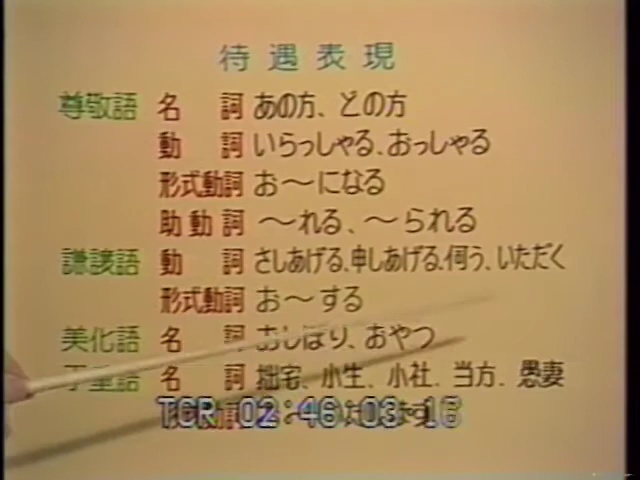 待遇表現
尊敬語 名詞 あの方、どの方
動詞 いらっしゃる、おっしゃる
形式動詞 お〜になる
助動詞 〜れる、〜られる
謙譲語 動詞 さしあげる、申しあげる、伺う、いただく
形式動詞 お〜する
美化語 名詞 おしぼり、おやつ
丁重語 名詞 拙宅、小生、小社、当方、愚妻
TCR 02:46:03:16